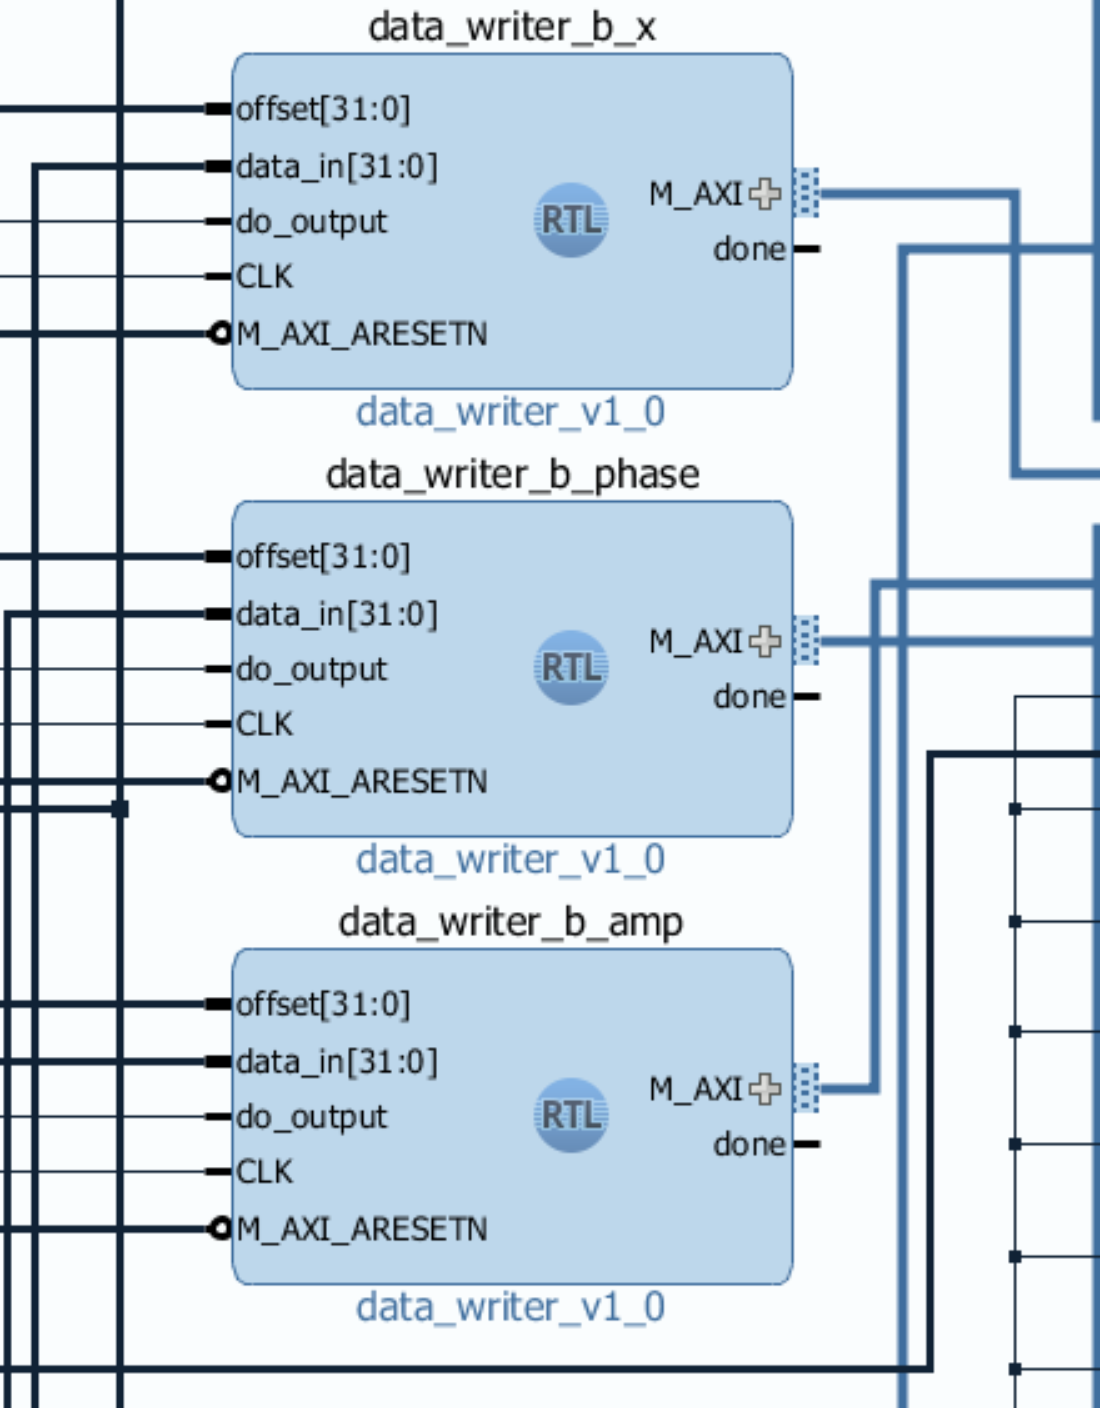 data_writer_b_x
offset[31:0]
data_in[31:0]
do_output
CLK
M_AXI_ARESETN
RTL
M_AXI
done
data_writer_v1_0
data_writer_b_phase
offset[31:0]
data_in[31:0]
do_output
CLK
M_AXI_ARESETN
RTL
M_AXI
done
data_writer_v1_0
data_writer_b_amp
offset[31:0]
data_in[31:0]
do_output
CLK
M_AXI_ARESETN
RTL
M_AXI
done
data_writer_v1_0